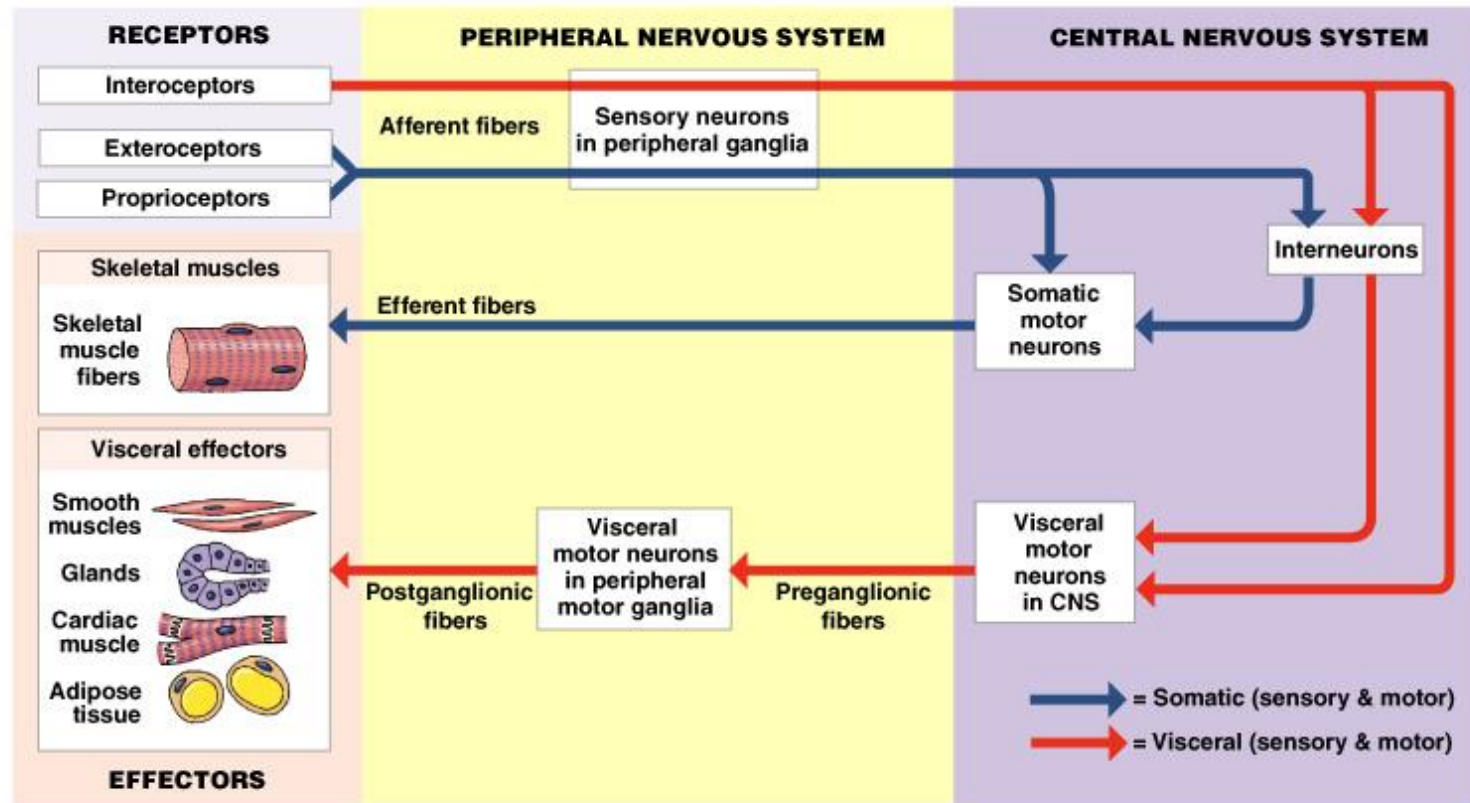 RECEPTORS
PERIPHERAL NERVOUS SYSTEM
CENTRAL NERVOUS SYSTEM
Interoceptors
Exteroceptors
Proprioceptors
Afferent fibers
Sensory neurons
in peripheral ganglia
Interneurons
Skeletal muscles
Skeletal
muscle
fibers
Efferent fibers
Somatic
motor
neurons
Visceral effectors
Smooth
muscles
Glands
Cardiac
muscle
Adipose
tissue
Postganglionic
fibers
Visceral
motor neurons
in peripheral
motor ganglia
Preganglionic
fibers
Visceral
motor
neurons
in CNS
= Somatic (sensory & motor)
= Visceral (sensory & motor)
EFFECTORS